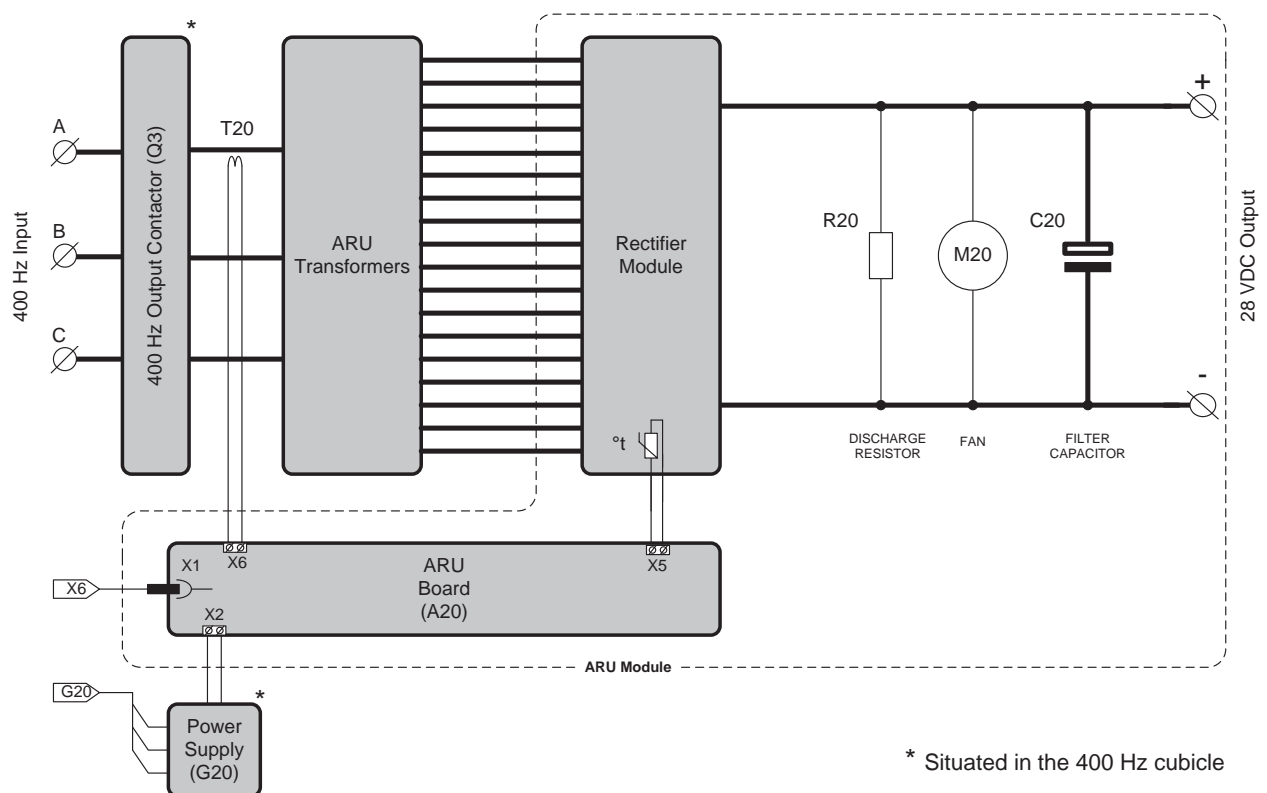 *
A
T20
B
C
400 Hz Input
400 Hz Output Contactor (Q3)
ARU
Transformers
Rectifier
Module
°t
+
R20
M20
C20
-
28 VDC Output
DISCHARGE
RESISTOR
FAN
FILTER
CAPACITOR
X1
X6
ARU
Board
(A20)
X5
X6
X2
ARU Module
G20
*
Power
Supply
(G20)
* Situated in the 400 Hz cubicle